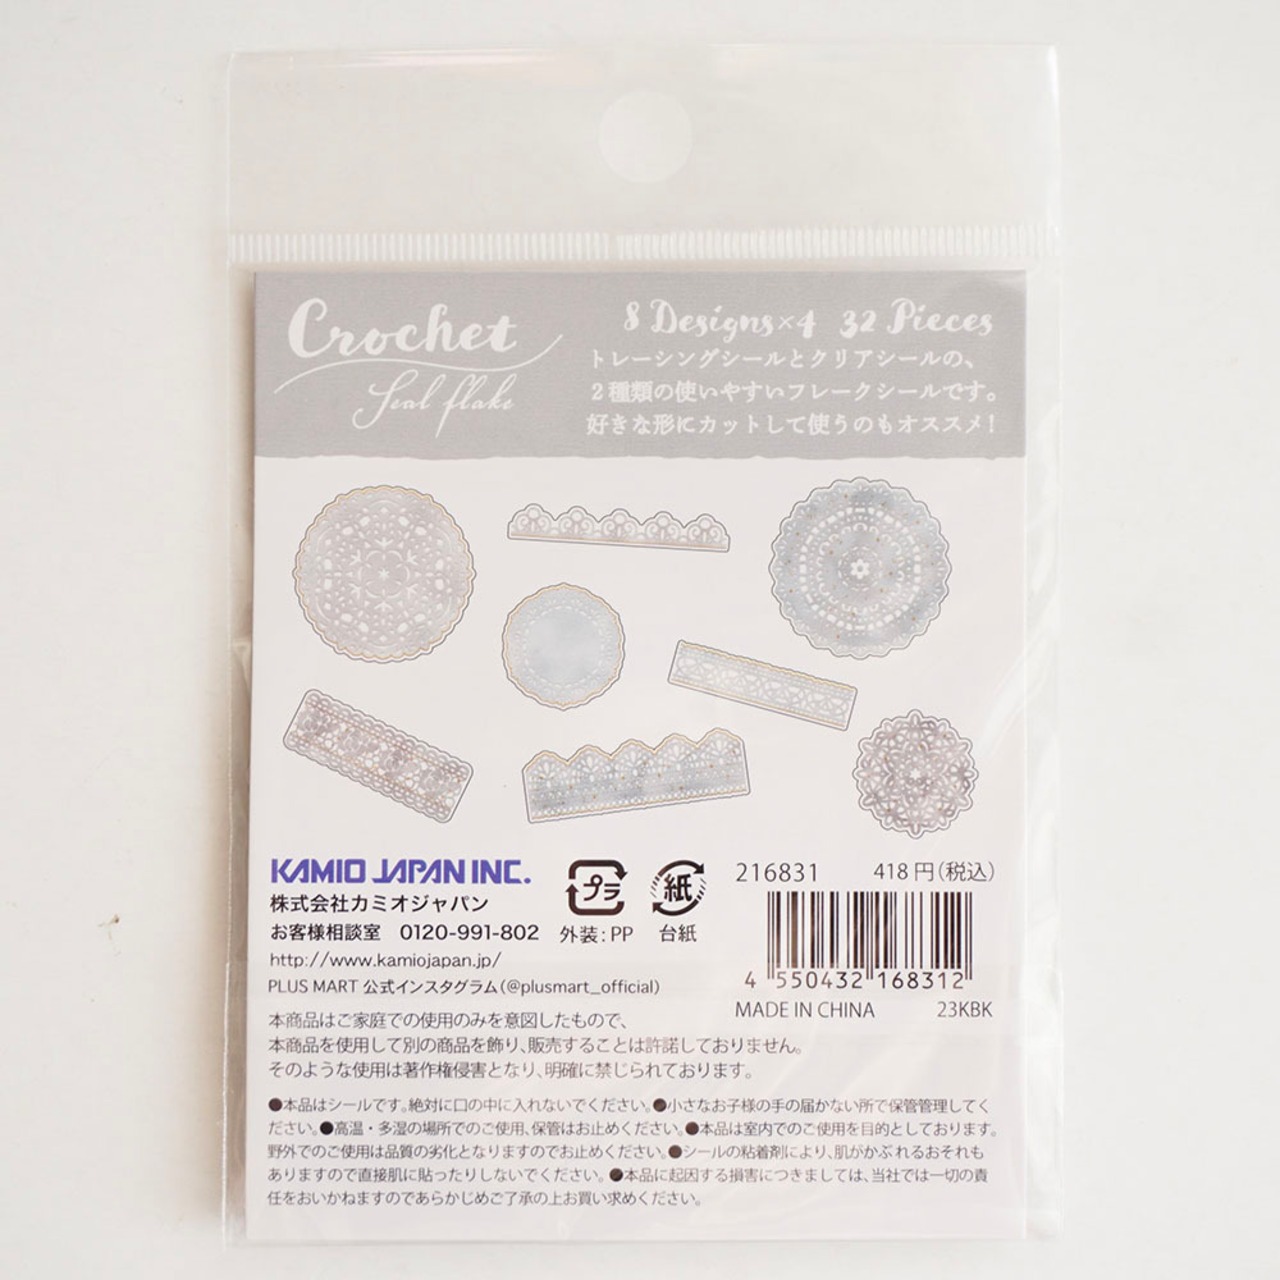 Crochet
Seal flake
8 Designs×4 32 Pieces
トレーシングシールとクリアシールの、
2種類の使いやすいフレークシールです。
好きな形にカットして使うのもオススメ!
KAMIO JAPAN INC.
株式会社カミオジャパン
お客様相談室 0120-991-802
http://www.kamiojapan.jp/
PLUS MART 公式インスタグラム(@plusmart_official)
プラ
外装:PP
紙
台紙
216831 418円(税込)
4 550432 168312
MADE IN CHINA 23KBK
本商品はご家庭での使用のみを意図したもので、
本商品を使用して別の商品を飾り、販売することは許諾しておりません。
そのような使用は著作権侵害となり、明確に禁じられております。
●本品はシールです。絶対に口の中に入れないでください。●小さなお子様の手の届かない所で保管管理してく
ださい。●高温・多湿の場所でのご使用、保管はお止めください。●本品は室内でのご使用を目的としております。
野外でのご使用は品質の劣化となりますのでお止めください。●シールの粘着剤により、肌がかぶれるおそれも
ありますので直接肌に貼ったりしないでください。●本品に起因する損害につきましては、当社では一切の責
任をおいかねますのであらかじめご了承の上お買い求めください。